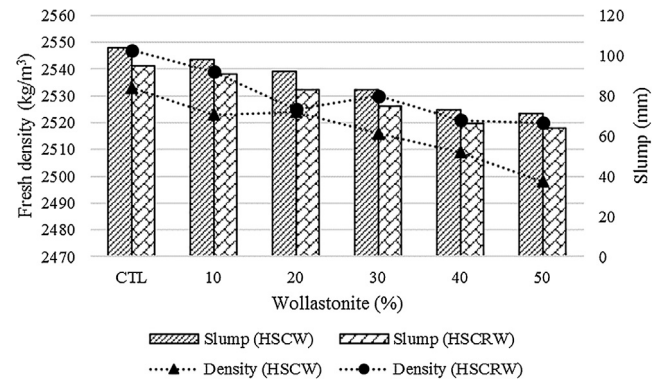 2560 120
2550
2540 100
2530 80
2520
2510 60
2500 40
2490
2480 20
2470 0
Fresh density (kg/m³)
Slump (mm)
CTL 10 20 30 40 50
Wollastonite (%)
Slump (HSCW) Slump (HSCRW)
Density (HSCW) Density (HSCRW)